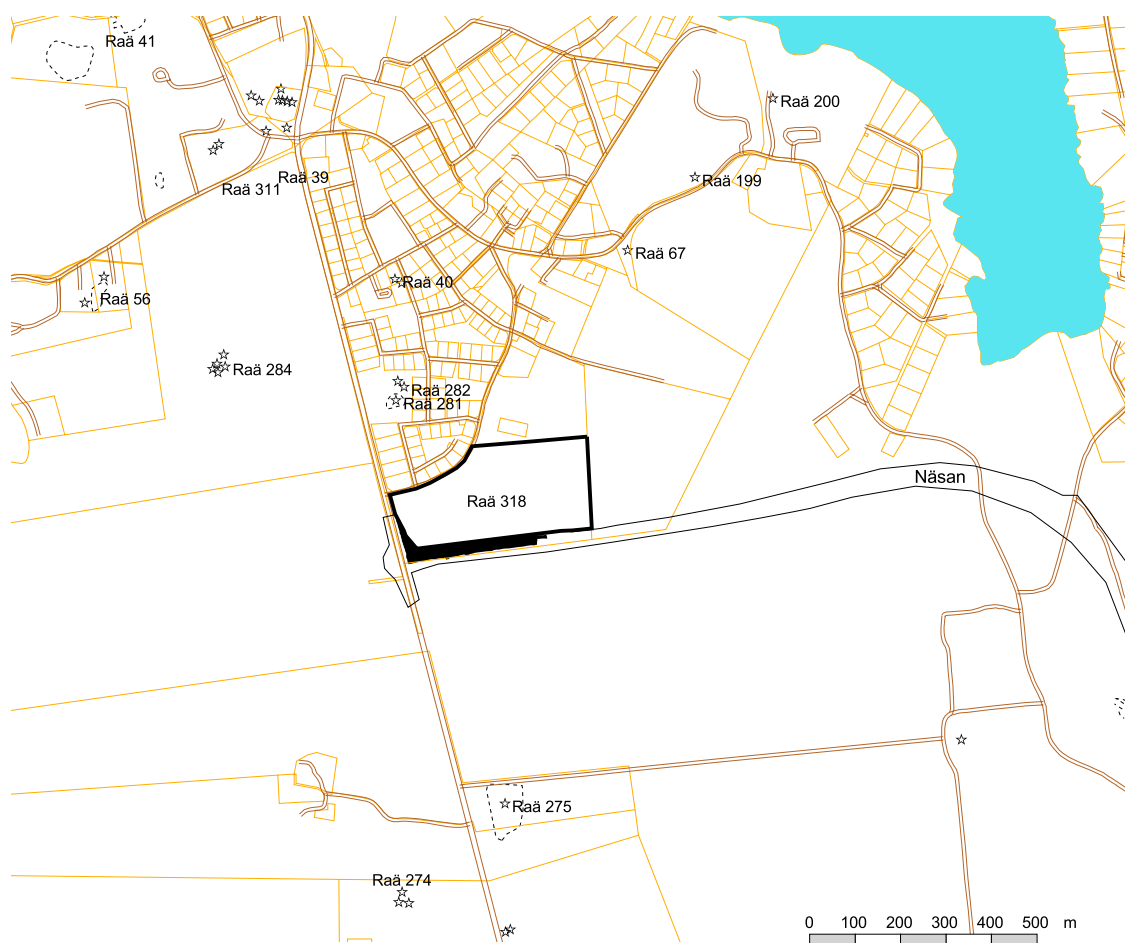 Raä 41
Raä 200
Raä 39
Raä 311
Raä 199
Raä 67
Raä 40
Raä 56
Raä 284
Raä 282
Raä 281
Näsan
Raä 318
Raä 275
Raä 274
0 100 200 300 400 500 m